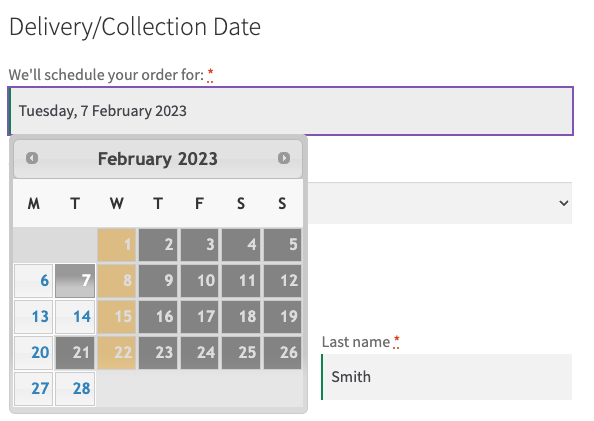 Delivery/Collection Date
We'll schedule your order for: *
Tuesday, 7 February 2023
February 2023
M T W T F S S
1 2 3 4 5
6 7 8 9 10 11 12
13 14 15 16 17 18 19
20 21 22 23 24 25 26
27 28
Last name *
Smith